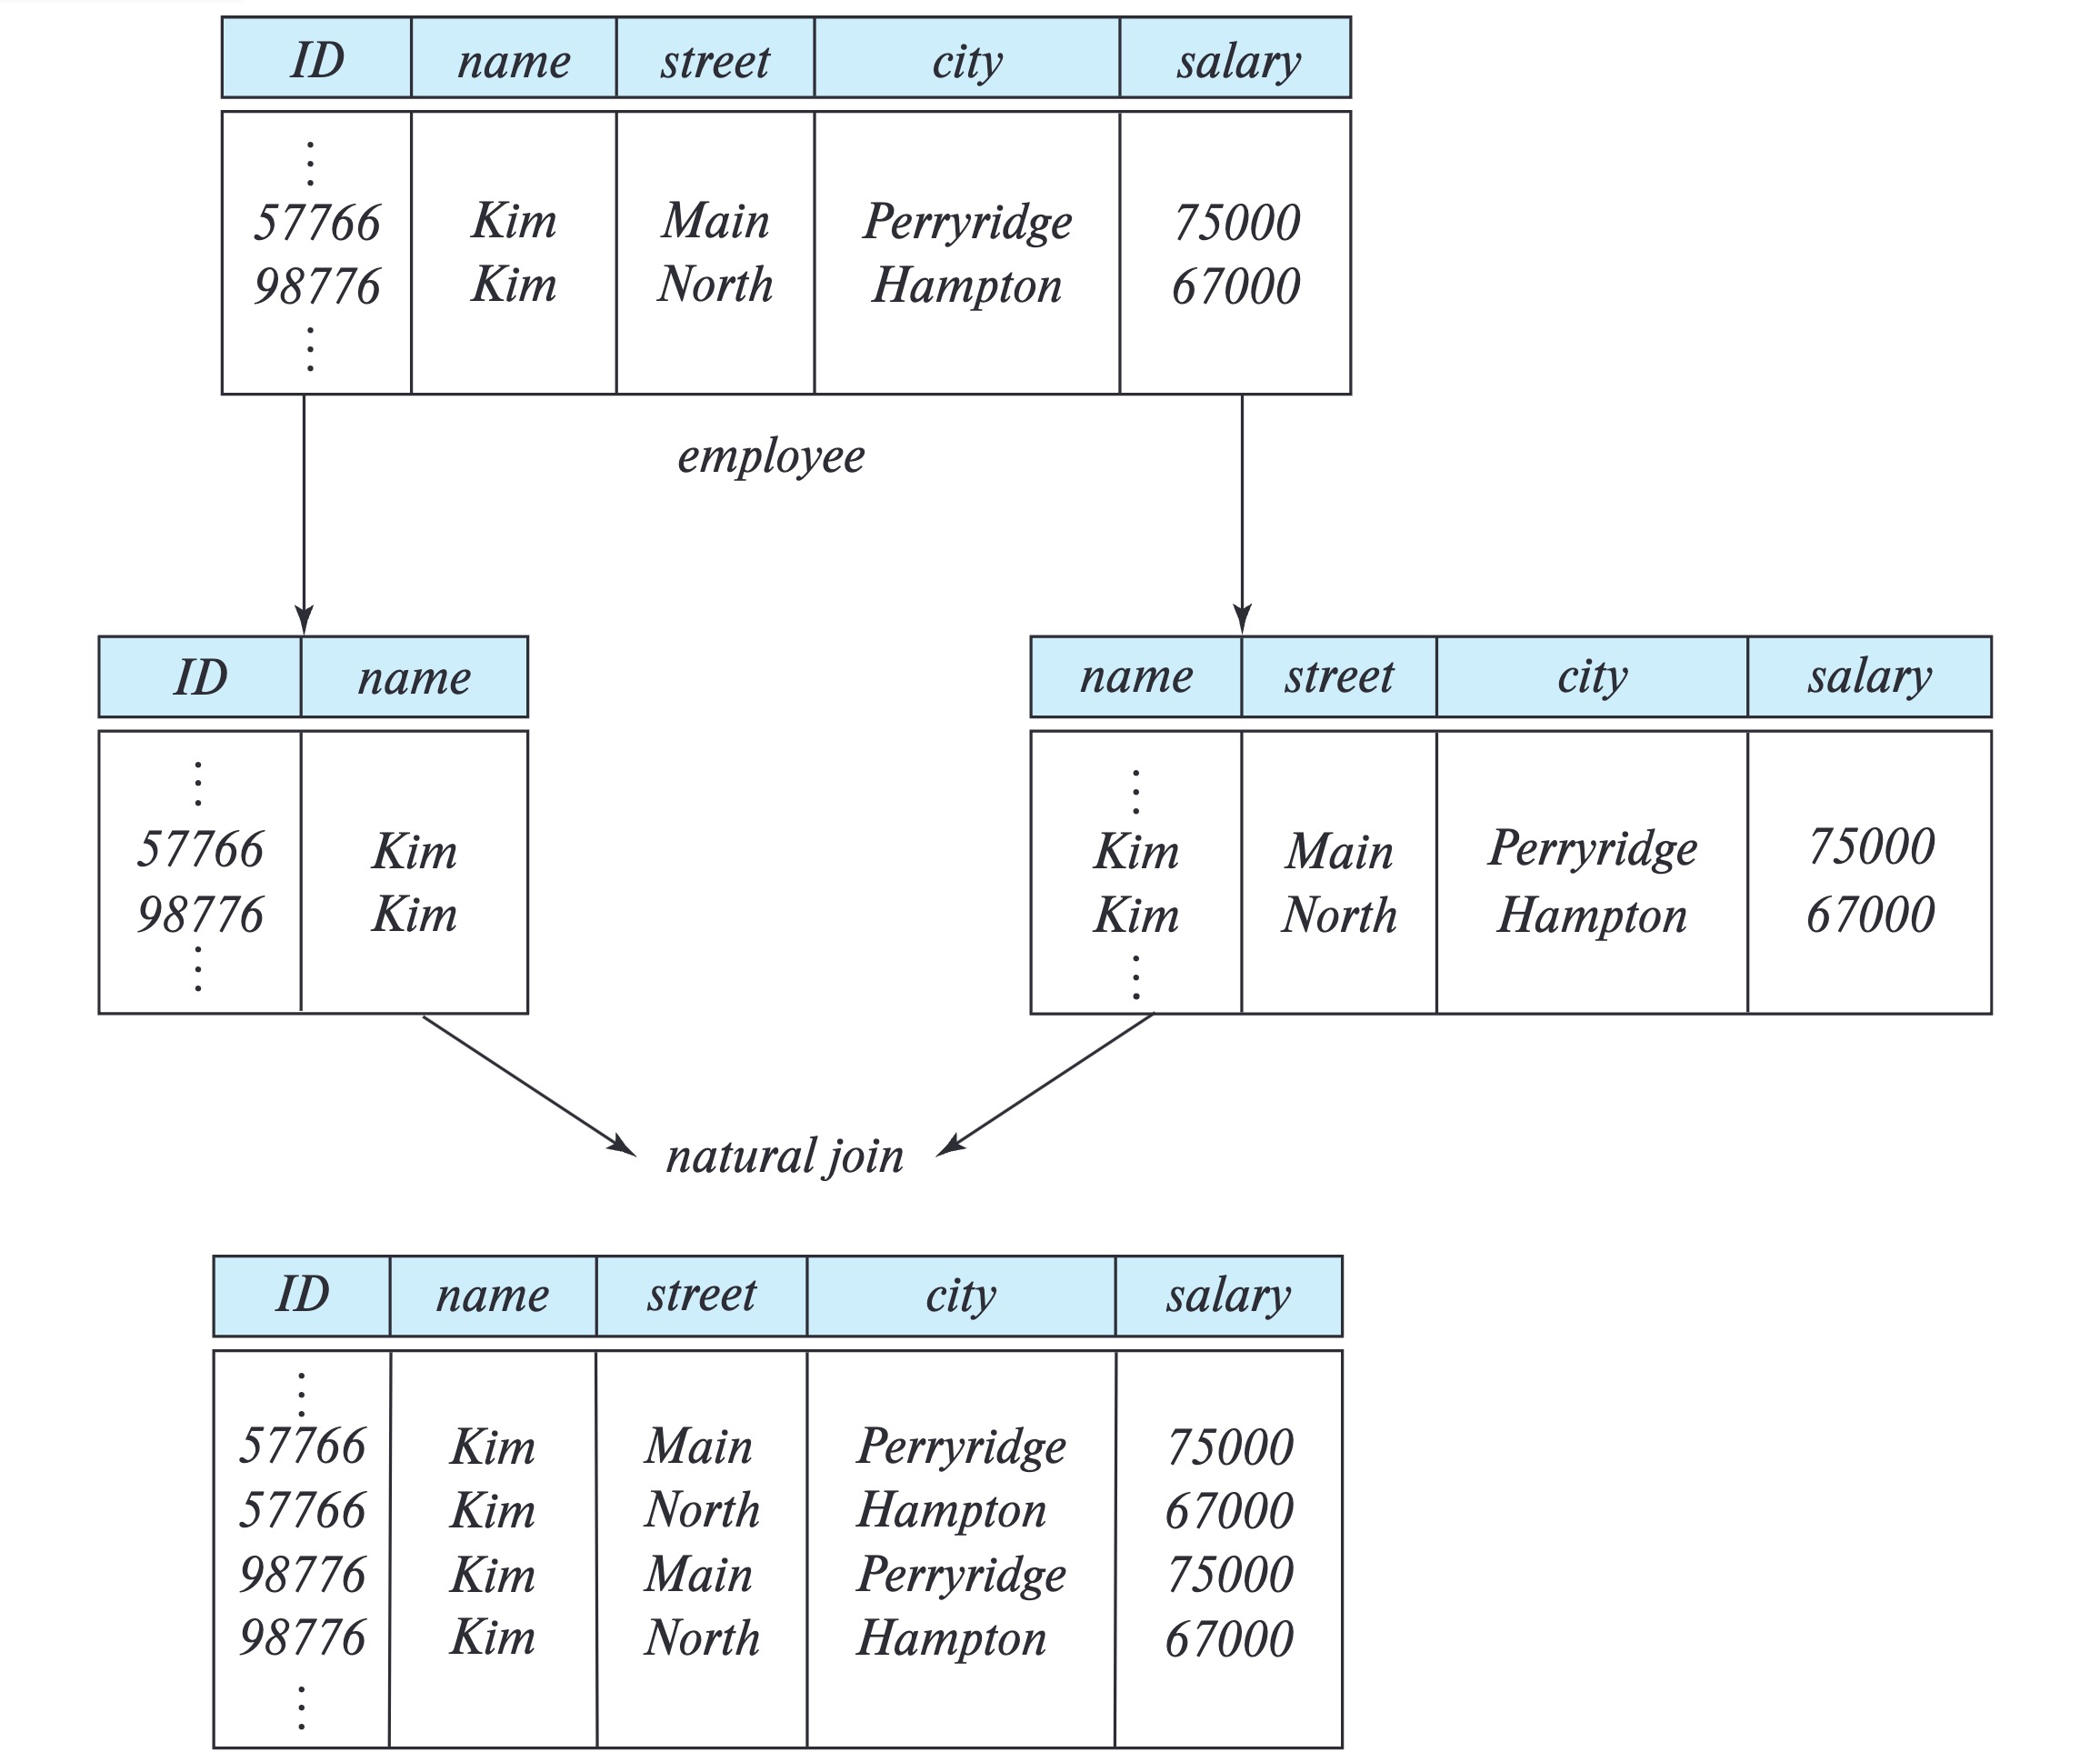 ID name street city salary
57766 Kim Main Perryridge 75000
98776 Kim North Hampton 67000
employee
ID name
57766 Kim
98776 Kim
name street city salary
Kim Main Perryridge 75000
Kim North Hampton 67000
natural join
ID name street city salary
57766 Kim Main Perryridge 75000
57766 Kim North Hampton 67000
98776 Kim Main Perryridge 75000
98776 Kim North Hampton 67000